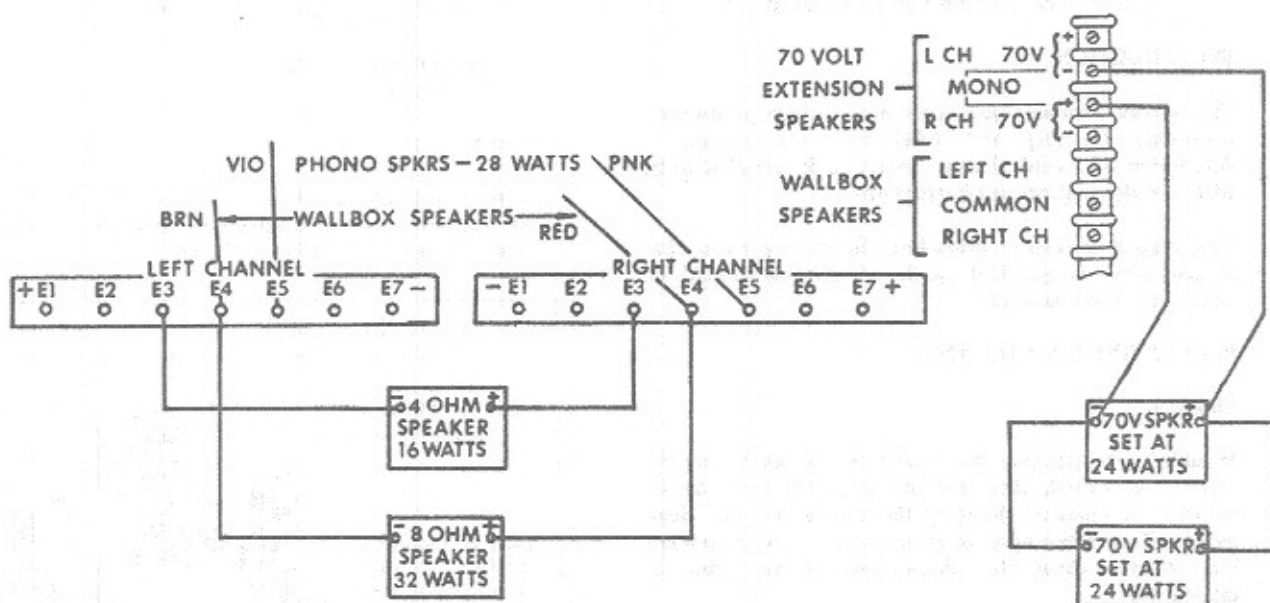 70 VOLT
EXTENSION
SPEAKERS
L CH 70V { + -
MONO
R CH 70V { + -
WALLBOX
SPEAKERS
LEFT CH
COMMON
RIGHT CH
VIO PHONO SPKRS – 28 WATTS PNK
BRN WALLBOX SPEAKERS RED
LEFT CHANNEL
+ E1 E2 E3 E4 E5 E6 E7 -
RIGHT CHANNEL
- E1 E2 E3 E4 E5 E6 E7 +
- 4 OHM +
SPEAKER
16 WATTS
- 8 OHM +
SPEAKER
32 WATTS
- 70V SPKR +
SET AT
24 WATTS
- 70V SPKR +
SET AT
24 WATTS